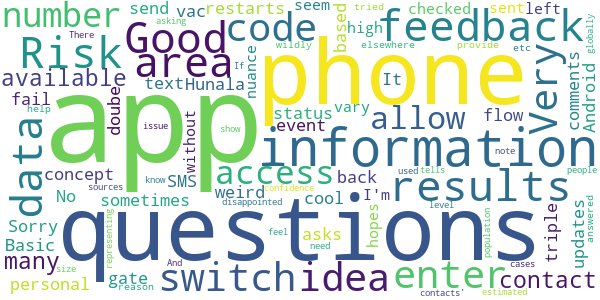 number
send
vac
restarts
seem
sent
left
Good
code
feedback
Risk
area
based
checked
tried
elsewhere
asking
available
high
wildly
provide
nuance
text
Hunala
It
etc
Very
comments
Android
globally
fail
app
phone
If
doube
without
status
vary
allow
flow
help
issue
show
event
note
data
concept
SMS
access
back
information
There
No
sometimes
know
sources
weird
cool
confidence
I'm
used
tells
people
results
Sorry
Basic
disappointed
level
hopes
asks
feel
need
And
questions
population
triple
updates
answered
many
representing
gate
personal
size
reason
switch
idea
enter
cases
contact
contacts'
estimated